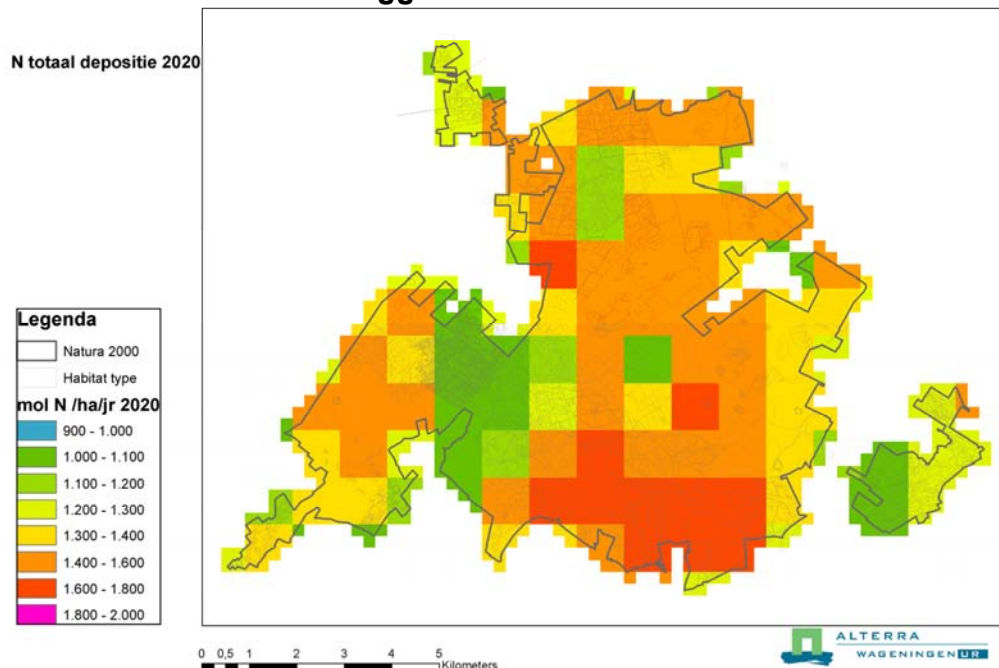 gg
N totaal depositie 2020
Legenda
Natura 2000
Habitat type
mol N /ha/jr 2020
900 - 1.000
1.000 - 1.100
1.100 - 1.200
1.200 - 1.300
1.300 - 1.400
1.400 - 1.600
1.600 - 1.800
1.800 - 2.000
0 0,5 1 2 3 4 5
Kilometers
ALTERRA
WAGENINGEN UR